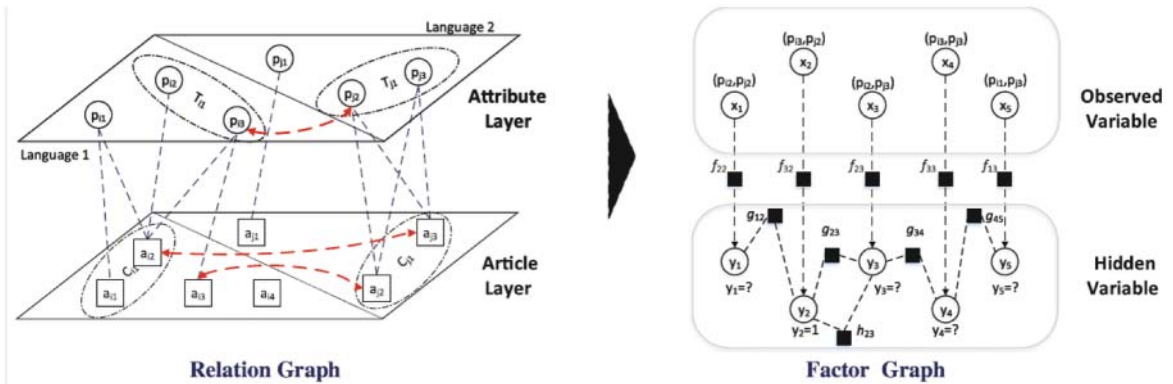 Language 2
p_j1
p_j3
T_j1
p_i2
p_j2
T_i1
p_i1
p_i3
Attribute
Layer
Language 1
a_j1
a_j3
a_i2
C_j1
C_i1
a_j2
a_i1
a_i3
a_i4
Article
Layer
Relation Graph
(p_i3,p_j2)
(p_i3,p_j3)
x_2
x_4
(p_i2,p_j2)
(p_i2,p_j3)
(p_i1,p_j3)
x_1
x_3
x_5
Observed
Variable
f_22
f_32
f_23
f_33
f_13
g_12
g_45
g_23
g_34
y_1
y_3
y_5
y_1=?
y_3=?
y_5=?
Hidden
Variable
y_2
y_4
y_2=1
h_23
y_4=?
Factor Graph